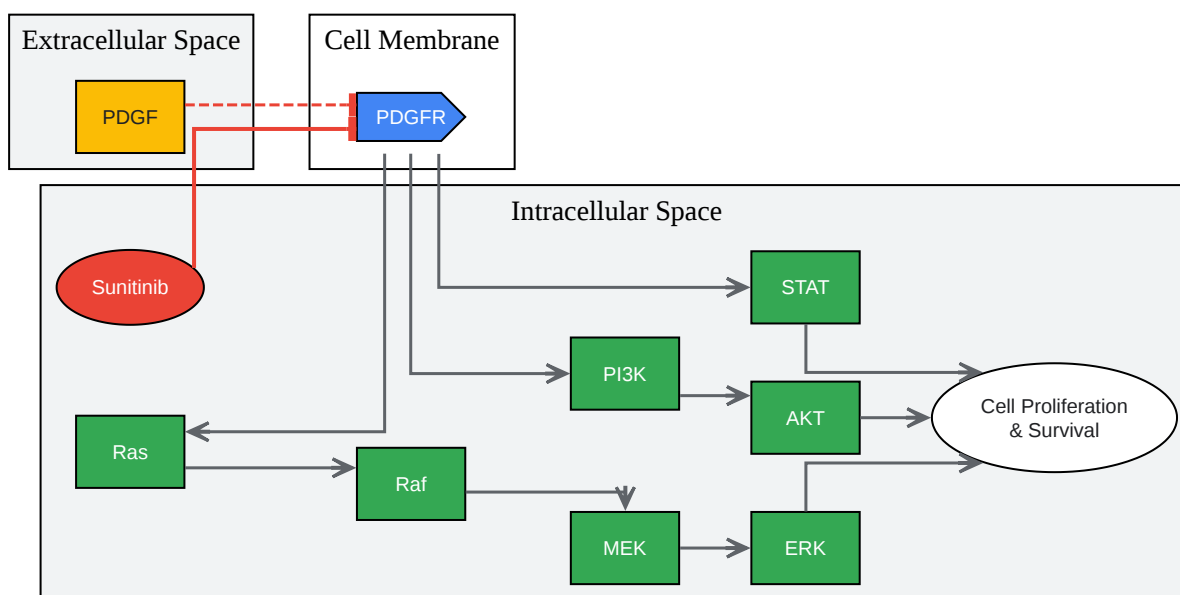 Extracellular Space
Cell Membrane
PDGF
PDGFR
Intracellular Space
Sunitinib
STAT
PI3K
AKT
Cell Proliferation
& Survival
Ras
Raf
MEK
ERK